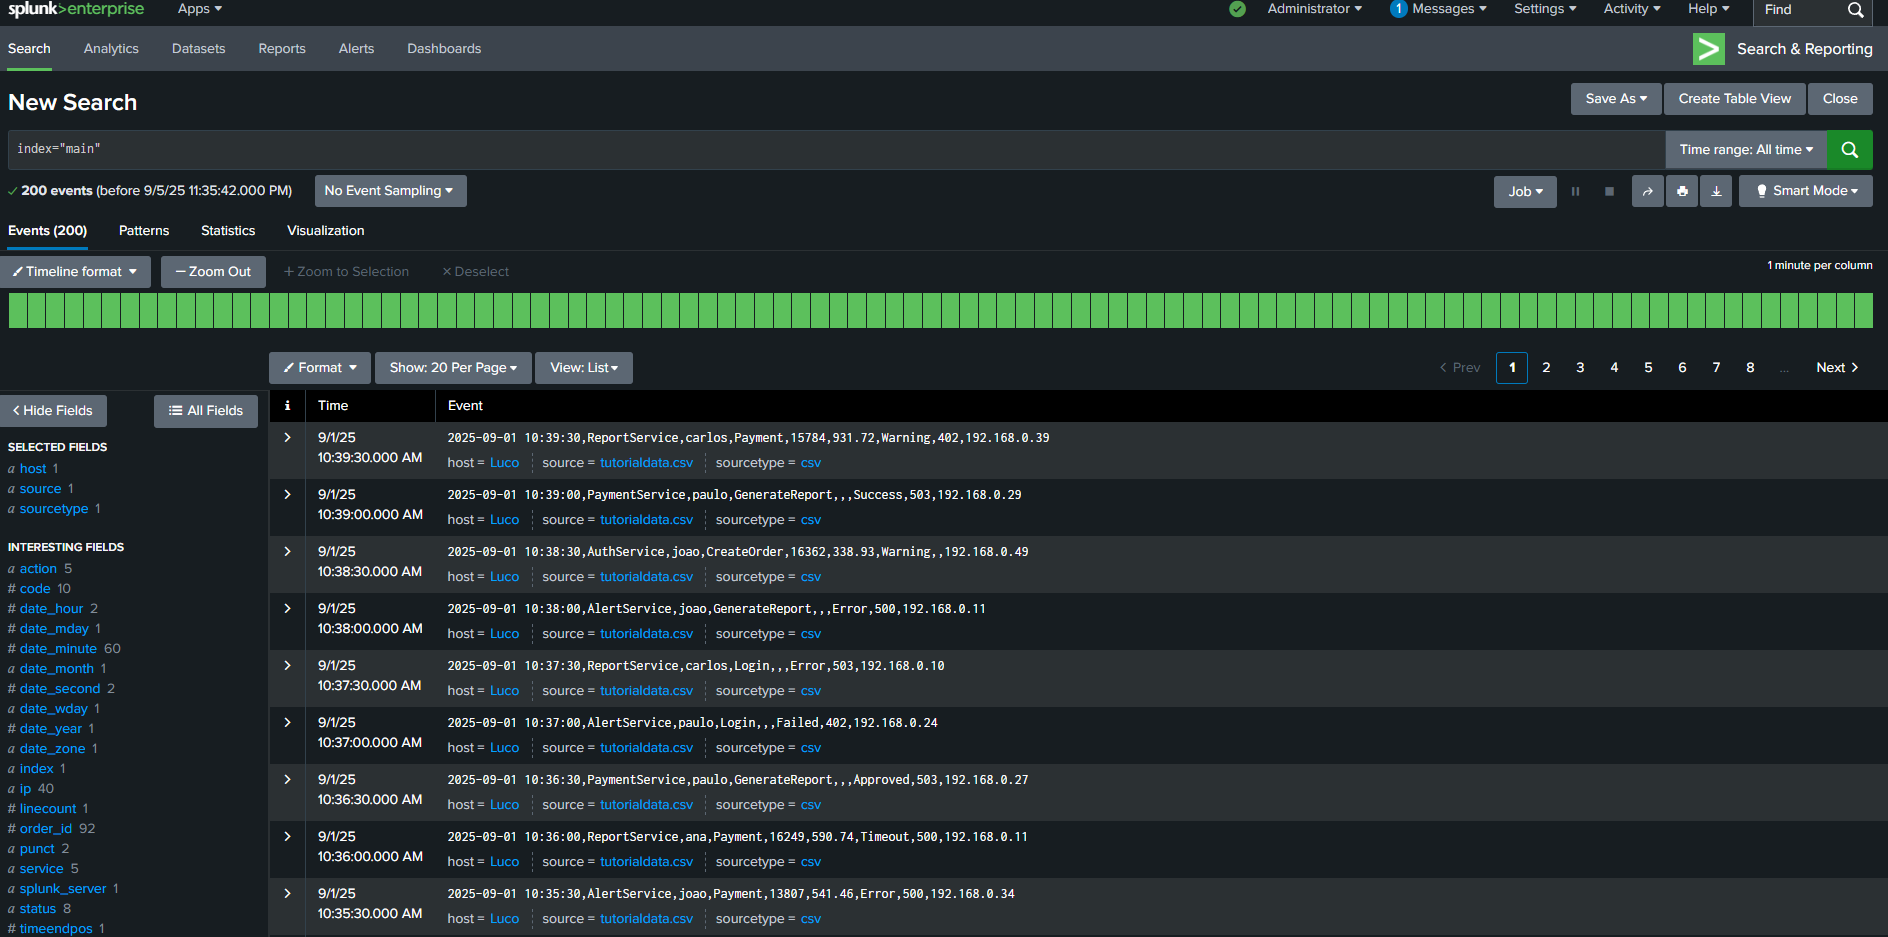 splunk>enterprise Apps Administrator 1 Messages Settings Activity Help Find
Search Analytics Datasets Reports Alerts Dashboards Search & Reporting
New Search Save As Create Table View Close
index="main" Time range: All time
200 events (before 9/5/25 11:35:42.000 PM) No Event Sampling Job Smart Mode
Events (200) Patterns Statistics Visualization
Timeline format Zoom Out Zoom to Selection Deselect 1 minute per column
Format Show: 20 Per Page View: List Prev 1 2 3 4 5 6 7 8 ... Next
Hide Fields All Fields
SELECTED FIELDS
a host 1
a source 1
a sourcetype 1
INTERESTING FIELDS
a action 5
# code 10
# date_hour 2
# date_mday 1
# date_minute 60
a date_month 1
# date_second 2
a date_wday 1
# date_year 1
a date_zone 1
a index 1
a ip 40
# linecount 1
# order_id 92
a punct 2
a service 5
a splunk_server 1
a status 8
# timeendpos 1
i Time Event
9/1/25 2025-09-01 10:39:30,ReportService,carlos,Payment,15784,931.72,Warning,402,192.168.0.39
10:39:30.000 AM host = Luco source = tutorialdata.csv sourcetype = csv
9/1/25 2025-09-01 10:39:00,PaymentService,paulo,GenerateReport,,,Success,503,192.168.0.29
10:39:00.000 AM host = Luco source = tutorialdata.csv sourcetype = csv
9/1/25 2025-09-01 10:38:30,AuthService,joao,CreateOrder,16362,338.93,Warning,,192.168.0.49
10:38:30.000 AM host = Luco source = tutorialdata.csv sourcetype = csv
9/1/25 2025-09-01 10:38:00,AlertService,joao,GenerateReport,,,Error,500,192.168.0.11
10:38:00.000 AM host = Luco source = tutorialdata.csv sourcetype = csv
9/1/25 2025-09-01 10:37:30,ReportService,carlos,Login,,,Error,503,192.168.0.10
10:37:30.000 AM host = Luco source = tutorialdata.csv sourcetype = csv
9/1/25 2025-09-01 10:37:00,AlertService,paulo,Login,,,Failed,402,192.168.0.24
10:37:00.000 AM host = Luco source = tutorialdata.csv sourcetype = csv
9/1/25 2025-09-01 10:36:30,PaymentService,paulo,GenerateReport,,,Approved,503,192.168.0.27
10:36:30.000 AM host = Luco source = tutorialdata.csv sourcetype = csv
9/1/25 2025-09-01 10:36:00,ReportService,ana,Payment,16249,590.74,Timeout,500,192.168.0.11
10:36:00.000 AM host = Luco source = tutorialdata.csv sourcetype = csv
9/1/25 2025-09-01 10:35:30,AlertService,joao,Payment,13807,541.46,Error,500,192.168.0.34
10:35:30.000 AM host = Luco source = tutorialdata.csv sourcetype = csv